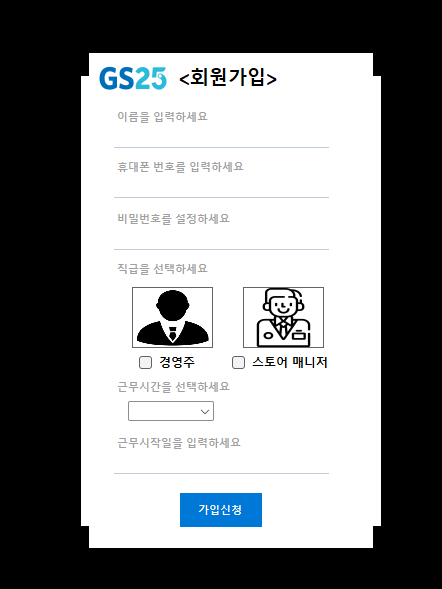 GS25 <회원가입>
이름을 입력하세요
휴대폰 번호를 입력하세요
비밀번호를 설정하세요
직급을 선택하세요
경영주 스토어 매니저
근무시간을 선택하세요
근무시작일을 입력하세요
가입신청